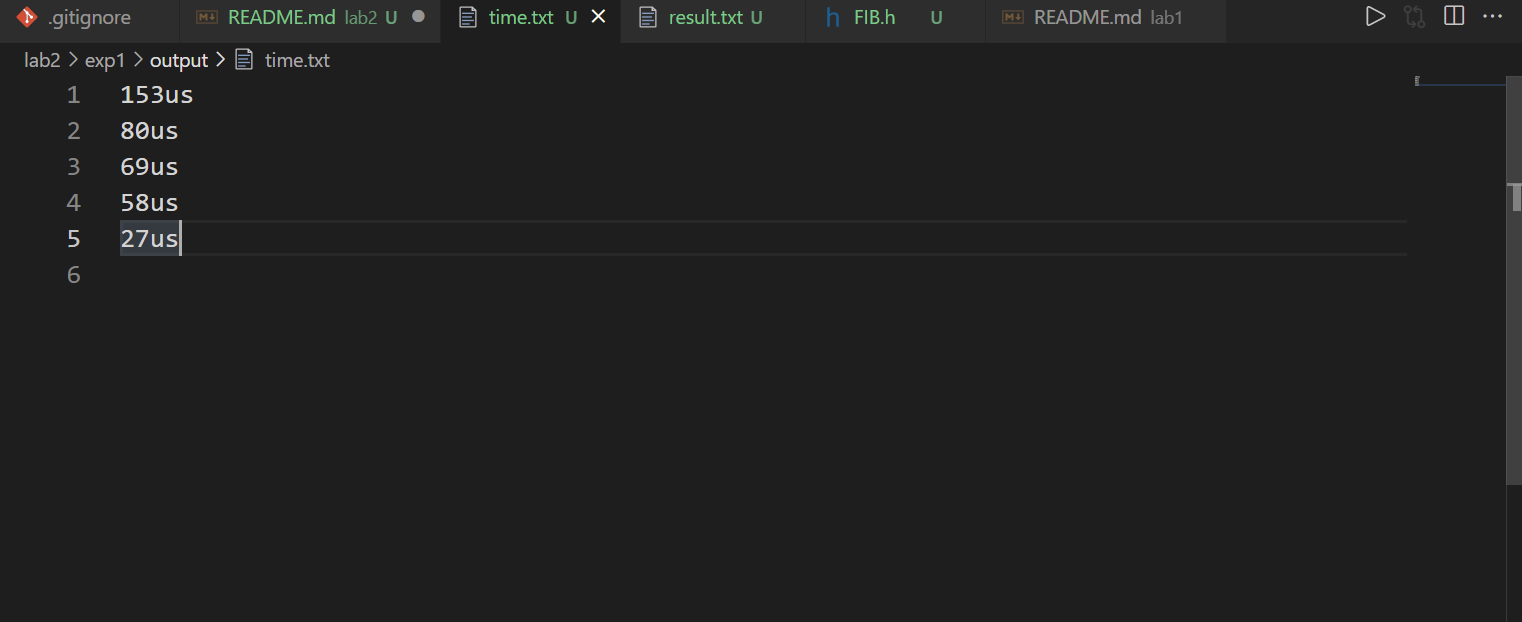 .gitignore README.md lab2 U time.txt U result.txt U h FIB.h U README.md lab1
lab2 > exp1 > output > time.txt
1 153us
2 80us
3 69us
4 58us
5 27us
6